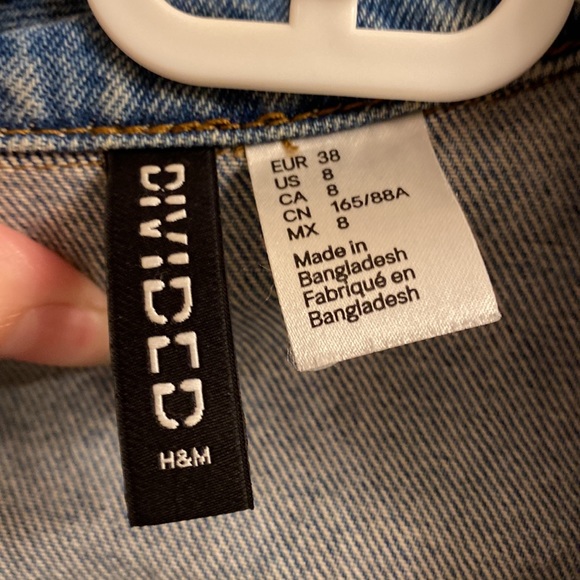 DIVIDED
H&M
EUR 38
US 8
CA 8
CN 165/88A
MX 8
Made in
Bangladesh
Fabriqué en
Bangladesh